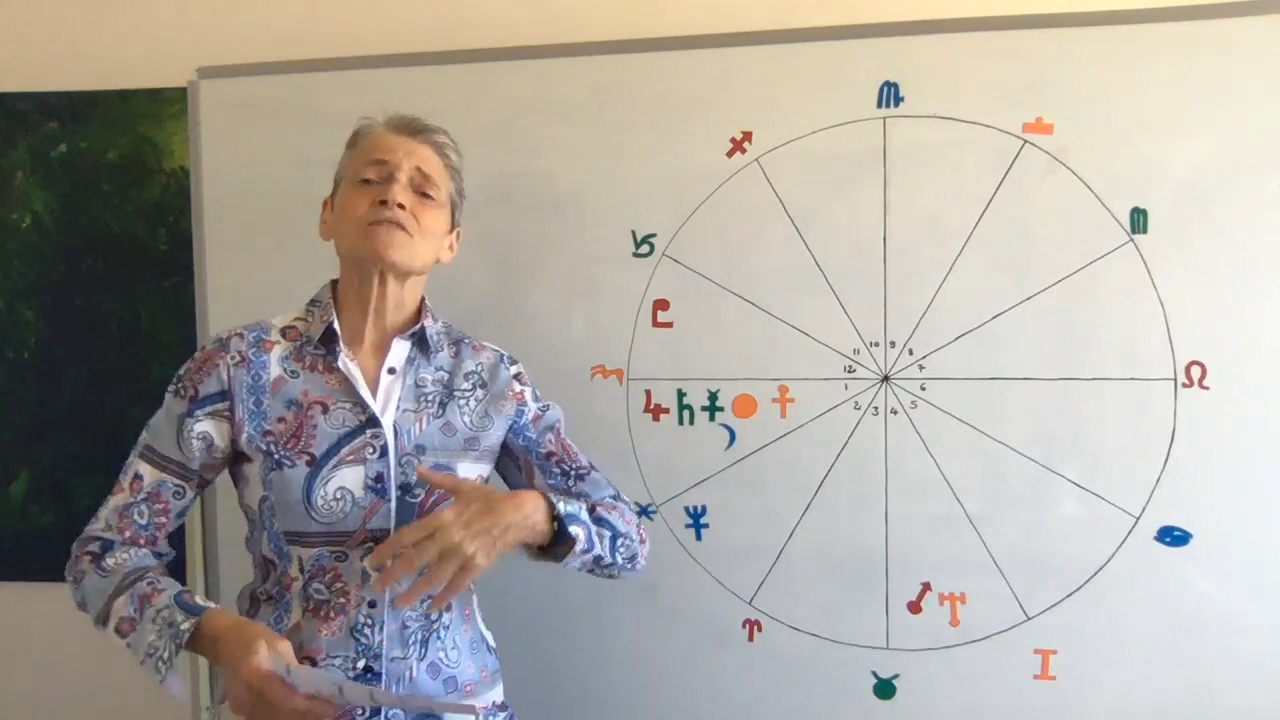 ♏
♐ ♎
♑ ♍
♇
11 10 9 8
12 7
♒ ♌
1 6
♃ ♄ ☿ ☉ ♀
2 3 4 5
☽
♓ ♆ ♋
♂ ♅
♈
♉ ♊